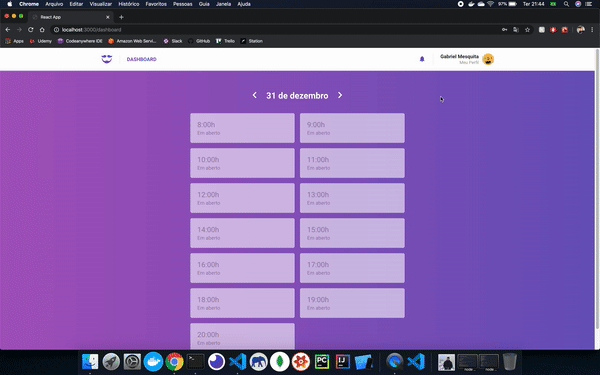 Chrome Arquivo Editar Visualizar Histórico Favoritos Pessoas Guia Janela Ajuda 97% Ter 21:44
React App
localhost:3000/dashboard
Apps Udemy Codeanywhere IDE Amazon Web Servi... Slack GitHub Trello Station
DASHBOARD Gabriel Mesquita
Meu Perfil
31 de dezembro
8:00h 9:00h
Em aberto Em aberto
10:00h 11:00h
Em aberto Em aberto
12:00h 13:00h
Em aberto Em aberto
14:00h 15:00h
Em aberto Em aberto
16:00h 17:00h
Em aberto Em aberto
18:00h 19:00h
Em aberto Em aberto
20:00h
Em aberto